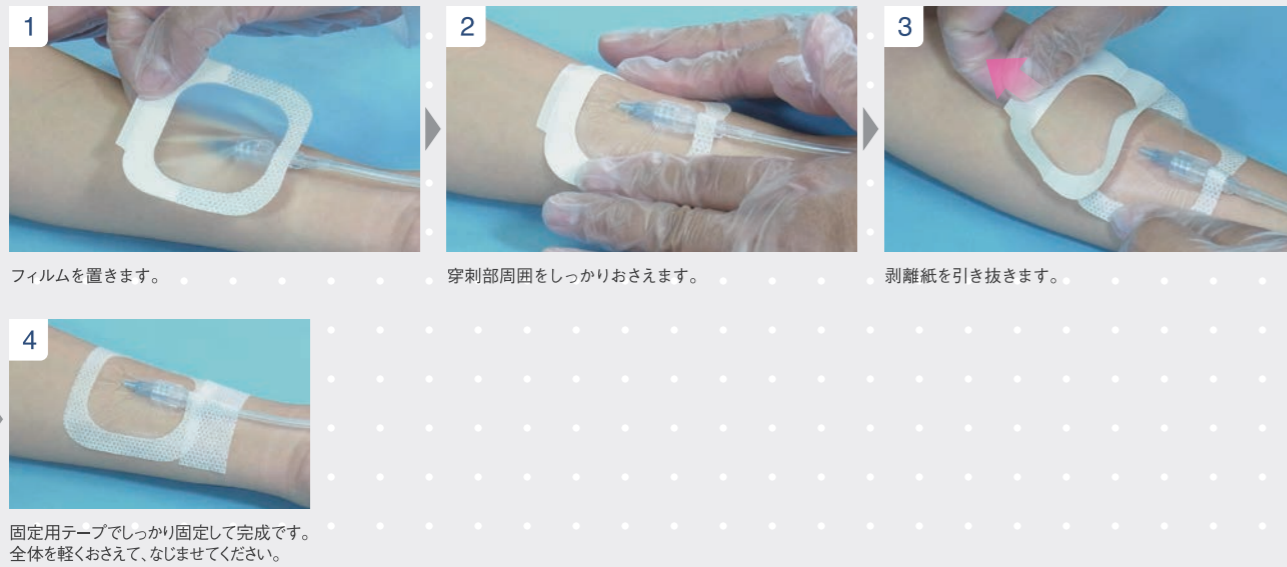 1
2
3
フィルムを置きます。
穿刺部周囲をしっかりおさえます。
剥離紙を引き抜きます。
4
固定用テープでしっかり固定して完成です。
全体を軽くおさえて、なじませてください。